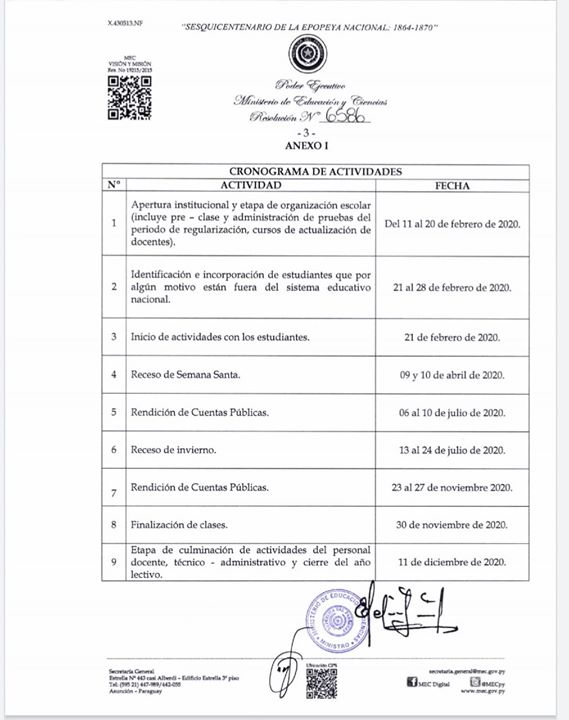 X.430513.NF
"SESQUICENTENARIO DE LA EPOPEYA NACIONAL: 1864-1870"
MEC
VISIÓN Y MISIÓN
Res. No 19215/2015
Poder Ejecutivo
Ministerio de Educación y Ciencias
Resolución N° 6586
- 3 -
ANEXO I
CRONOGRAMA DE ACTIVIDADES
N° ACTIVIDAD FECHA
1 Apertura institucional y etapa de organización escolar
(incluye pre – clase y administración de pruebas del
periodo de regularización, cursos de actualización de
docentes). Del 11 al 20 de febrero de 2020.
2 Identificación e incorporación de estudiantes que por
algún motivo están fuera del sistema educativo
nacional. 21 al 28 de febrero de 2020.
3 Inicio de actividades con los estudiantes. 21 de febrero de 2020.
4 Receso de Semana Santa. 09 y 10 de abril de 2020.
5 Rendición de Cuentas Públicas. 06 al 10 de julio de 2020.
6 Receso de invierno. 13 al 24 de julio de 2020.
7 Rendición de Cuentas Públicas. 23 al 27 de noviembre 2020.
8 Finalización de clases. 30 de noviembre de 2020.
9 Etapa de culminación de actividades del personal
docente, técnico - administrativo y cierre del año
lectivo. 11 de diciembre de 2020.
MINISTERIO DE EDUCACIÓN Y CIENCIAS
MINISTRO
Secretaría General
Estrella N° 443 casi Alberdi – Edificio Estrella 3° piso
Tel: (595 21) 447-989/442-055
Asunción – Paraguay
Ubicación GPS
secretaria.general@mec.gov.py
MEC Digital @MECpy
www.mec.gov.py